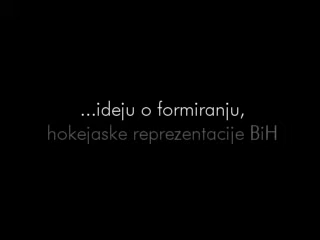 ...ideju o formiranju,
hokejaske reprezentacije BiH